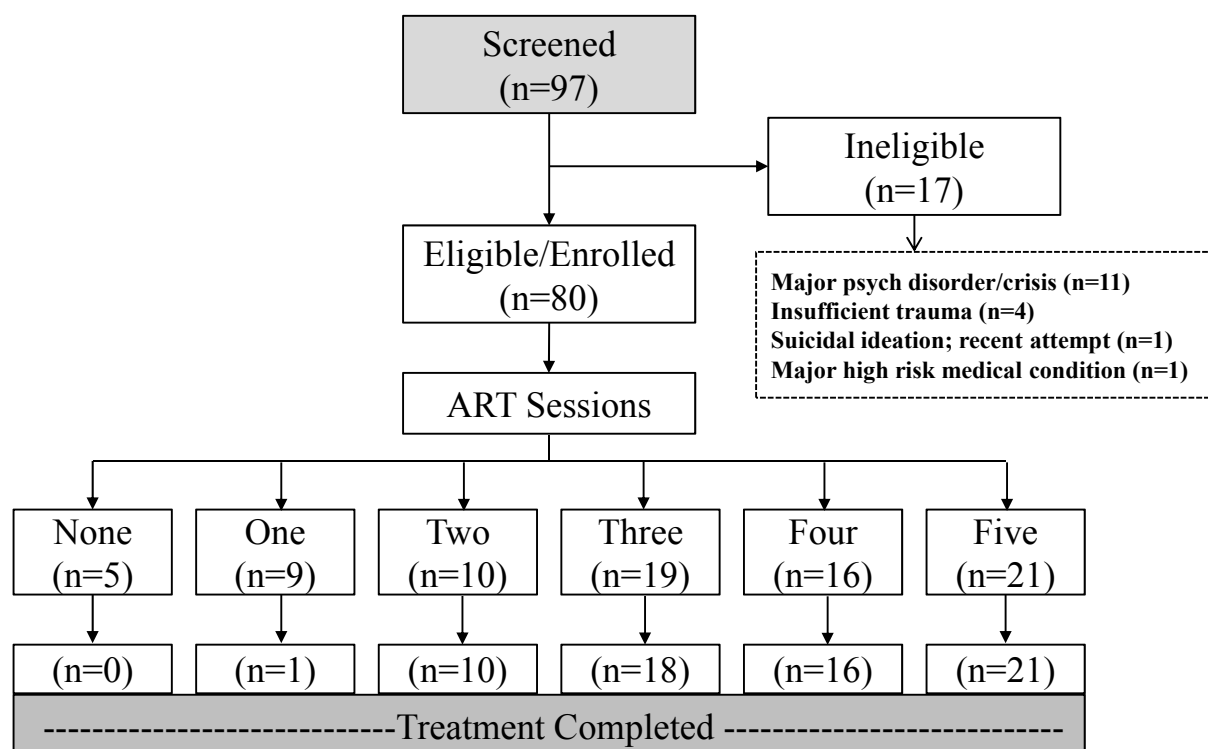 Screened
(n=97)
Ineligible
(n=17)
Eligible/Enrolled
(n=80)
Major psych disorder/crisis (n=11)
Insufficient trauma (n=4)
Suicidal ideation; recent attempt (n=1)
Major high risk medical condition (n=1)
ART Sessions
None
(n=5)
One
(n=9)
Two
(n=10)
Three
(n=19)
Four
(n=16)
Five
(n=21)
(n=0)
(n=1)
(n=10)
(n=18)
(n=16)
(n=21)
Treatment Completed